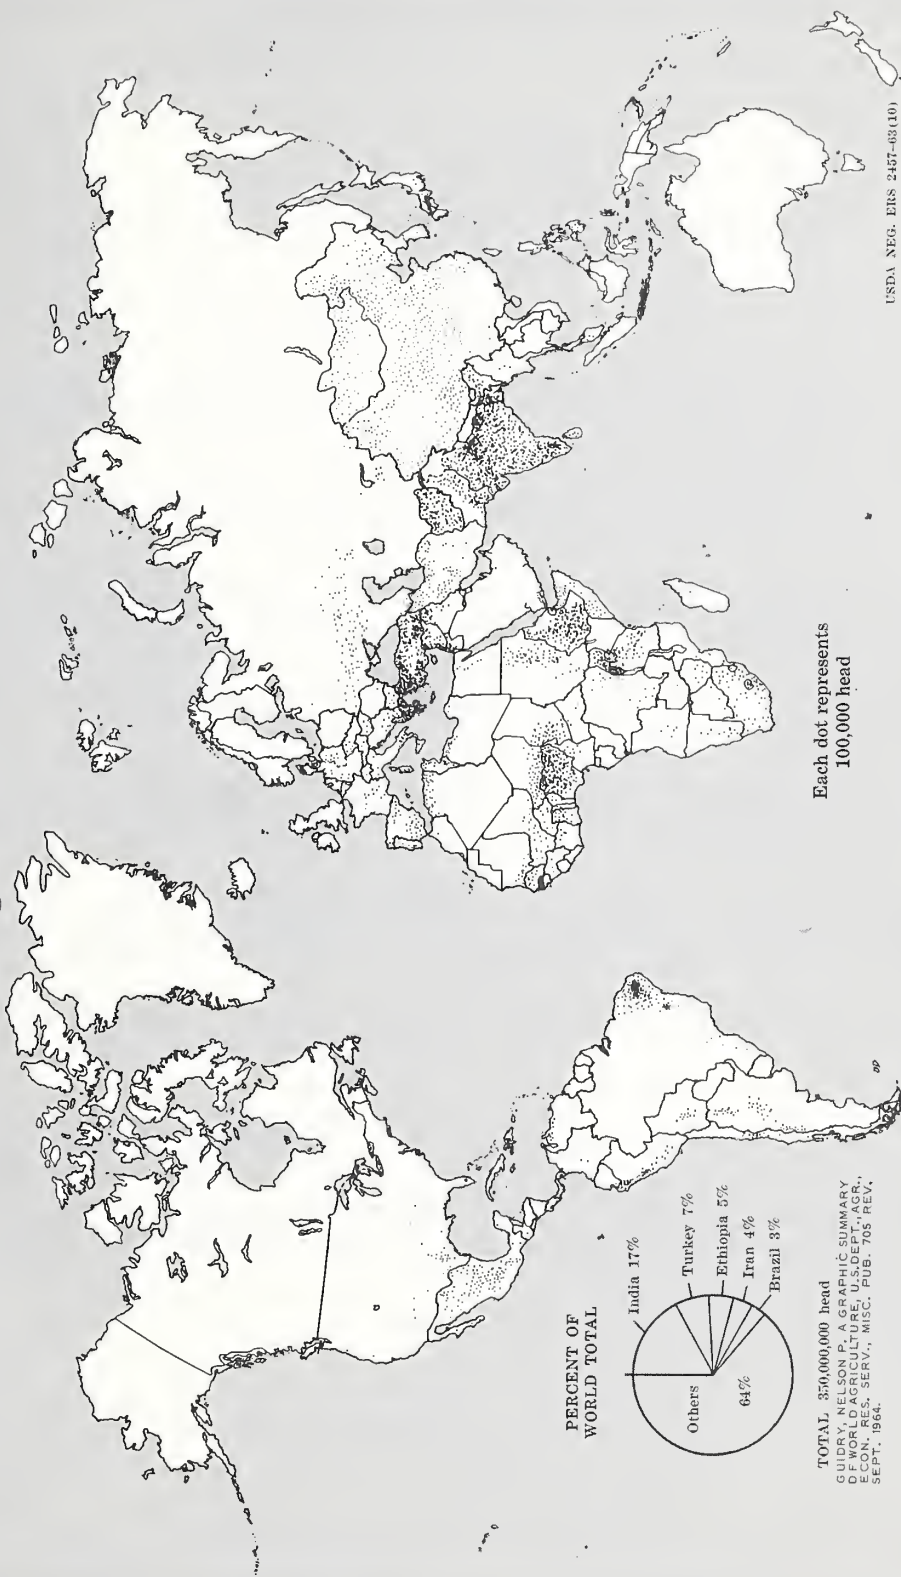 PERCENT OF
WORLD TOTAL
India 17%
Turkey 7%
Ethiopia 5%
Iran 4%
Brazil 3%
Others
64%
TOTAL 350,000,000 head
GUIDRY, NELSON P. A GRAPHIC SUMMARY
O F WORLD AGRICULTURE, U.S.DEPT., AGR.,
ECON. RES. SERV., MISC. PUB. 705 REV.
SEPT. 1964.
Each dot represents
100,000 head
USDA NEG. ERS 2457-63(10)